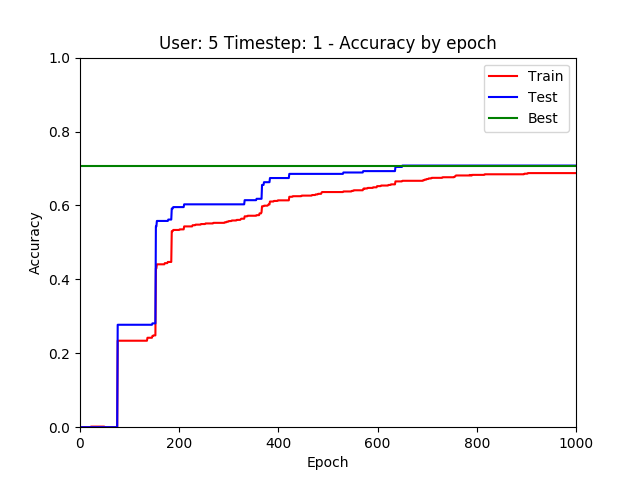 User: 5 Timestep: 1 - Accuracy by epoch
Train
Test
Best
1.0
0.8
0.6
0.4
0.2
0.0
Accuracy
0 200 400 600 800 1000
Epoch